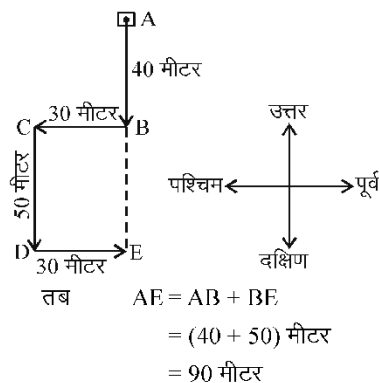 A
40 मीटर
30 मीटर
C
B
उत्तर
50 मीटर
पश्चिम
पूर्व
D
E
30 मीटर
दक्षिण
तब AE = AB + BE
= (40 + 50) मीटर
= 90 मीटर